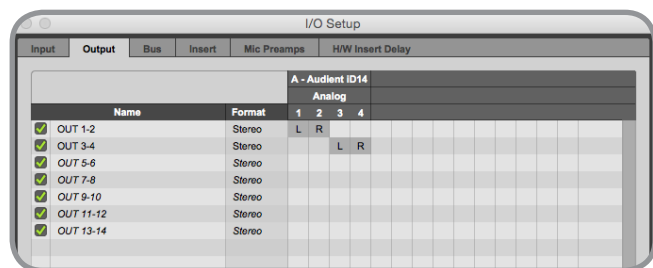 I/O Setup
Input Output Bus Insert Mic Preamps H/W Insert Delay
A - Audient iD14
Analog
Name Format 1 2 3 4
OUT 1-2 Stereo L R
OUT 3-4 Stereo L R
OUT 5-6 Stereo
OUT 7-8 Stereo
OUT 9-10 Stereo
OUT 11-12 Stereo
OUT 13-14 Stereo